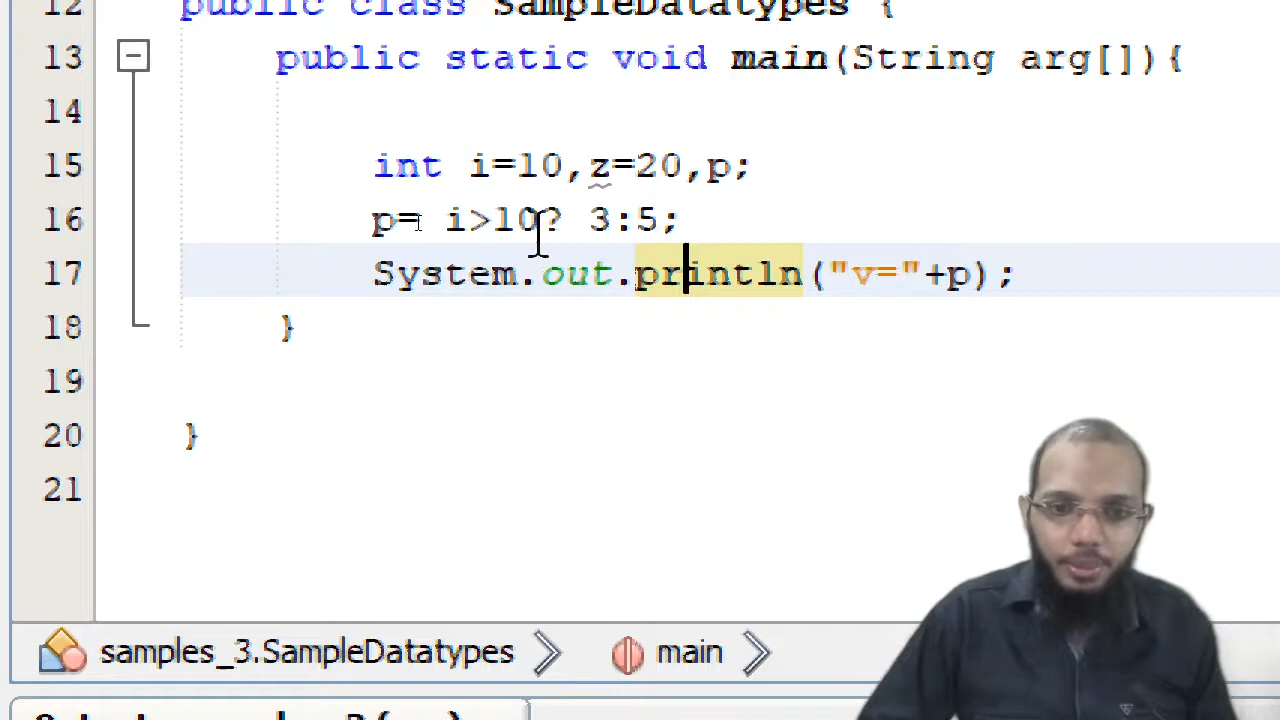 12 public class SampleDatatypes {
13 public static void main(String arg[]){
14
15 int i=10,z=20,p;
16 p= i>10? 3:5;
17 System.out.println("v="+p);
18 }
19
20 }
21
samples_3.SampleDatatypes main